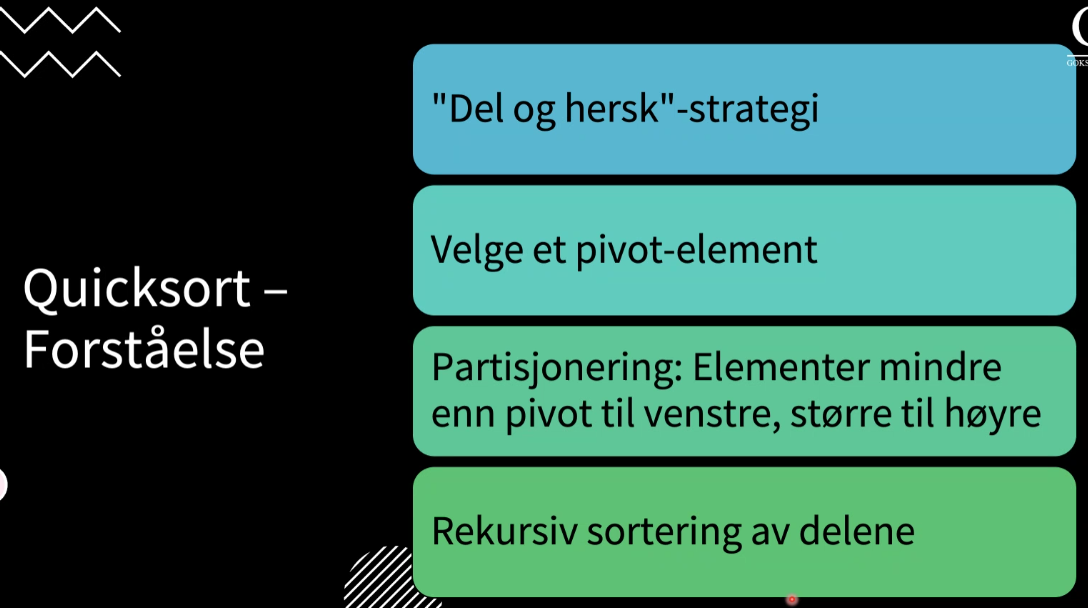 Quicksort –
Forståelse
"Del og hersk"-strategi
Velge et pivot-element
Partisjonering: Elementer mindre
enn pivot til venstre, større til høyre
Rekursiv sortering av delene